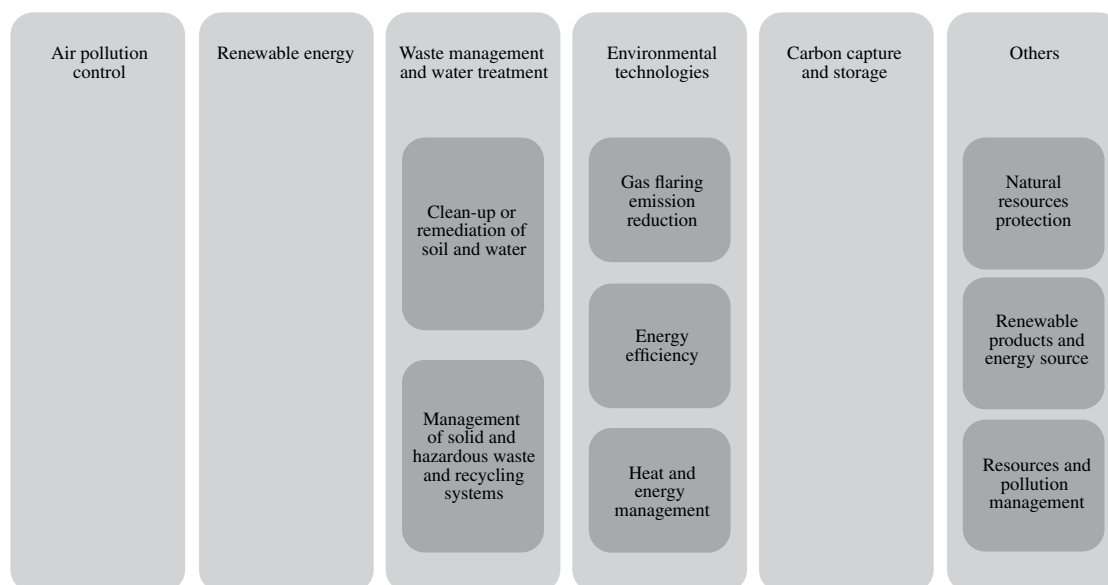 Air pollution
control
Renewable energy
Waste management
and water treatment
Clean-up or
remediation of
soil and water
Management
of solid and
hazardous waste
and recycling
systems
Environmental
technologies
Gas flaring
emission
reduction
Energy
efficiency
Heat and
energy
management
Carbon capture
and storage
Others
Natural
resources
protection
Renewable
products and
energy source
Resources and
pollution
management